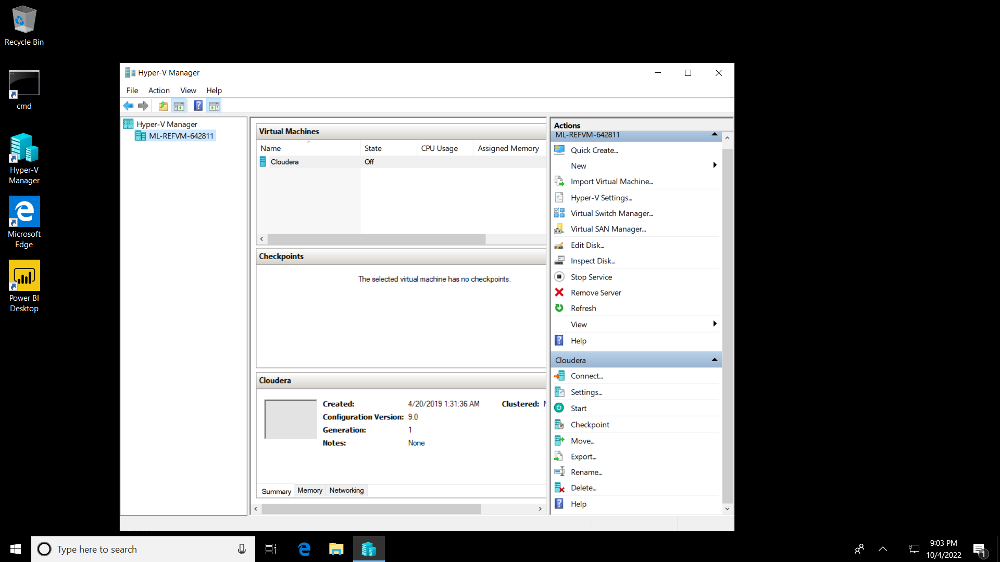 Recycle Bin
cmd
Hyper-V
Manager
Microsoft
Edge
Power BI
Desktop
Hyper-V Manager
File Action View Help
Hyper-V Manager
ML-REFVM-642811
Virtual Machines
Name State CPU Usage Assigned Memory
Cloudera Off
Checkpoints
The selected virtual machine has no checkpoints.
Cloudera
Created: 4/20/2019 1:31:36 AM Clustered:
Configuration Version: 9.0
Generation: 1
Notes: None
Summary Memory Networking
Actions
ML-REFVM-642811
Quick Create...
New
Import Virtual Machine...
Hyper-V Settings...
Virtual Switch Manager...
Virtual SAN Manager...
Edit Disk...
Inspect Disk...
Stop Service
Remove Server
Refresh
View
Help
Cloudera
Connect...
Settings...
Start
Checkpoint
Move...
Export...
Rename...
Delete...
Help
Type here to search
9:03 PM
10/4/2022
1